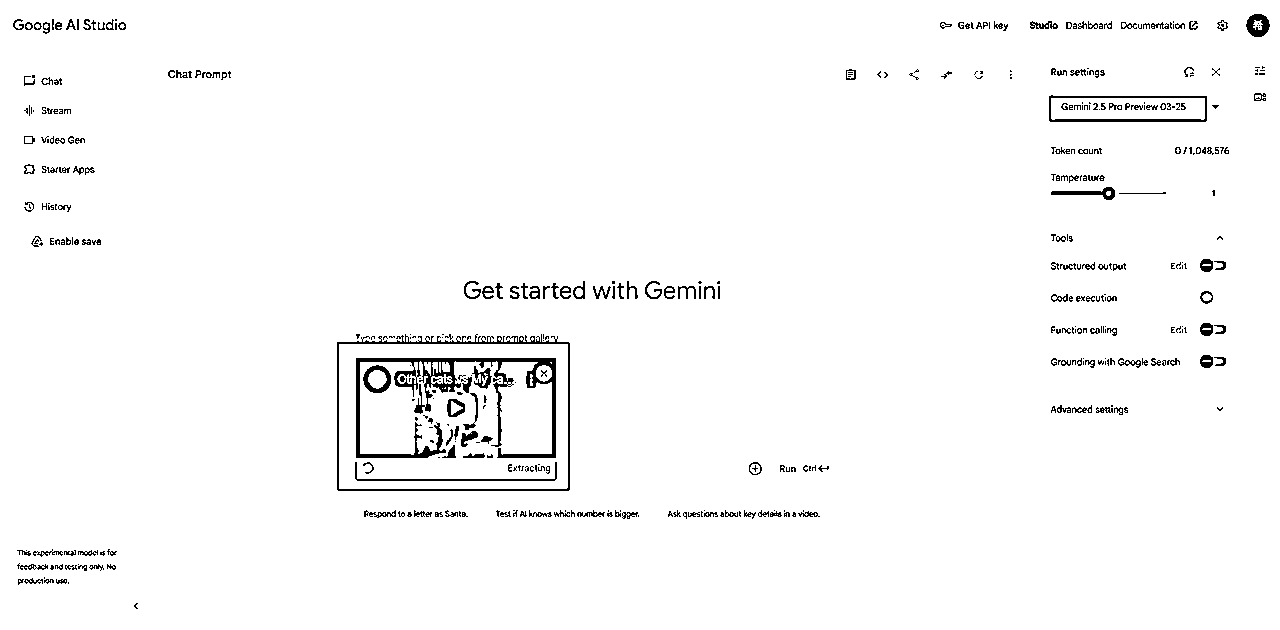 Google AI Studio
Get API key
Studio Dashboard Documentation
Chat
Stream
Video Gen
Starter Apps
History
Enable save
This experimental model is for
feedback and testing only. No
production use.
Chat Prompt
Get started with Gemini
Type something or pick one from prompt gallery
Other cats vs My ca...
Extracting
Run Ctrl
Respond to a letter as Santa.
Test if AI knows which number is bigger.
Ask questions about key details in a video.
Run settings
Gemini 2.5 Pro Preview 03-25
Token count 0 / 1,048,576
Temperature
1
Tools
Structured output Edit
Code execution
Function calling Edit
Grounding with Google Search
Advanced settings